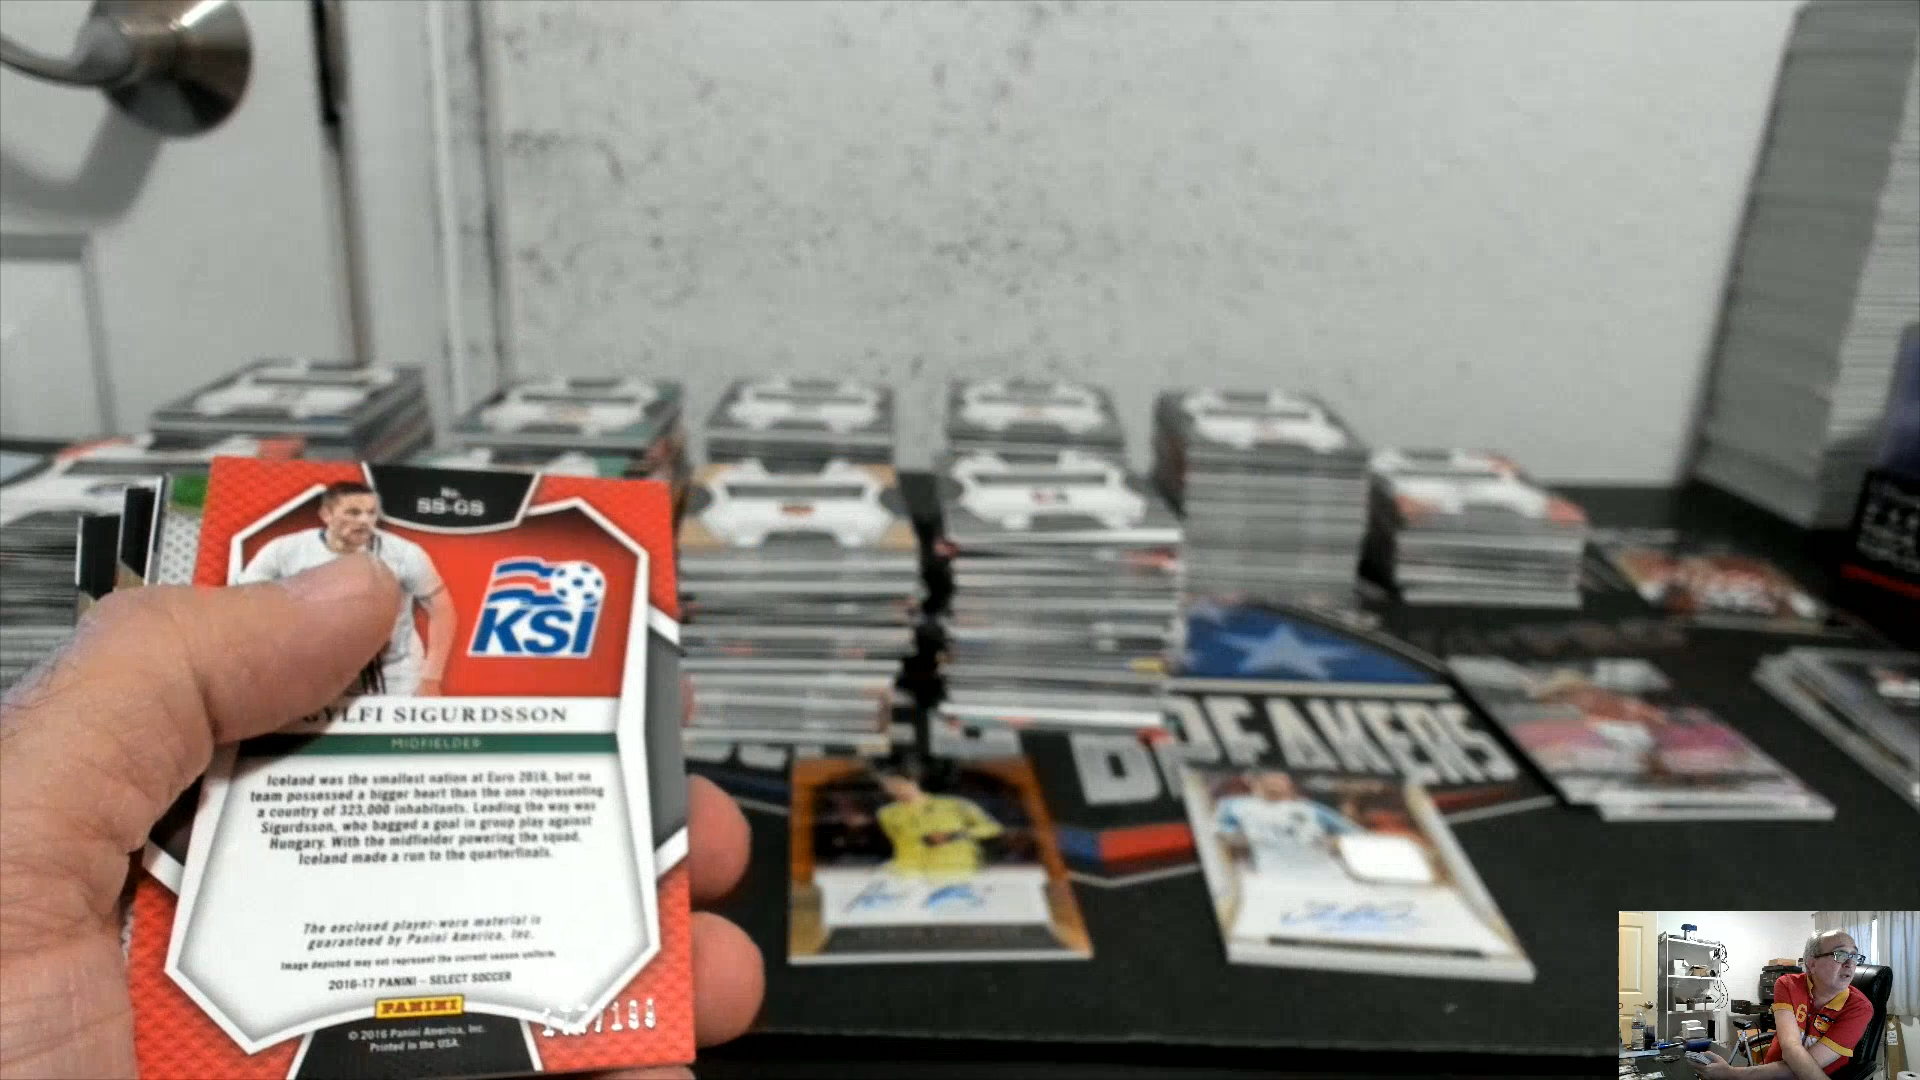 No.
SS-GS
KSÍ
GYLFI SIGURDSSON
MIDFIELDER
Iceland was the smallest nation at Euro 2016, but no
team possessed a bigger heart than the one representing
a country of 323,000 inhabitants. Leading the way was
Sigurdsson, who bagged a goal in group play against
Hungary. With the midfielder powering the squad,
Iceland made a run to the quarterfinals.
The enclosed player-worn material is
guaranteed by Panini America, Inc.
Image depicted may not represent the current season uniform.
2016-17 PANINI – SELECT SOCCER
PANINI
© 2016 Panini America, Inc.
Printed in the USA.
BREAKERS